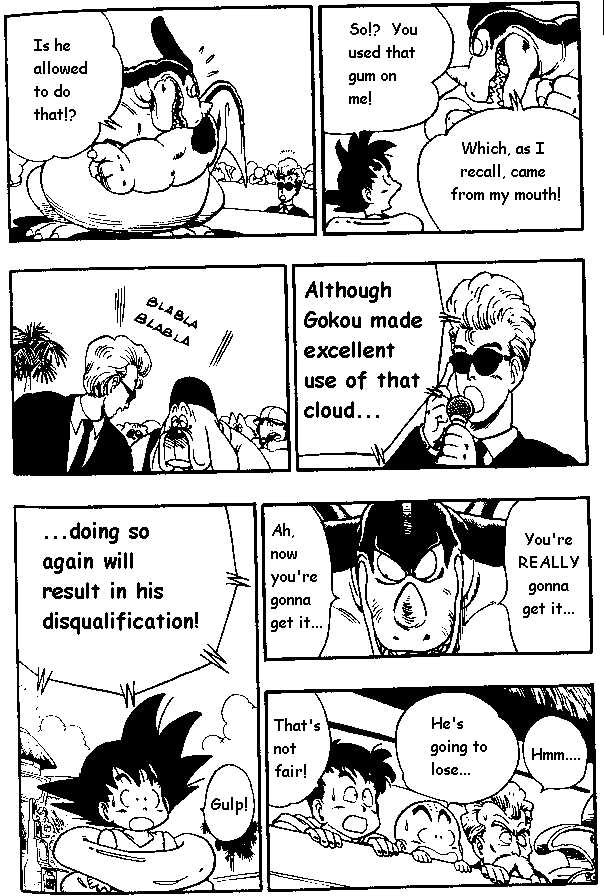 Is he
allowed
to do
that!?
So!? You
used that
gum on
me!
Which, as I
recall, came
from my mouth!
BLABLA
BLABLA
Although
Gokou made
excellent
use of that
cloud...
...doing so
again will
result in his
disqualification!
Gulp!
Ah,
now
you're
gonna
get it...
You're
REALLY
gonna
get it...
That's
not
fair!
He's
going to
lose...
Hmm....